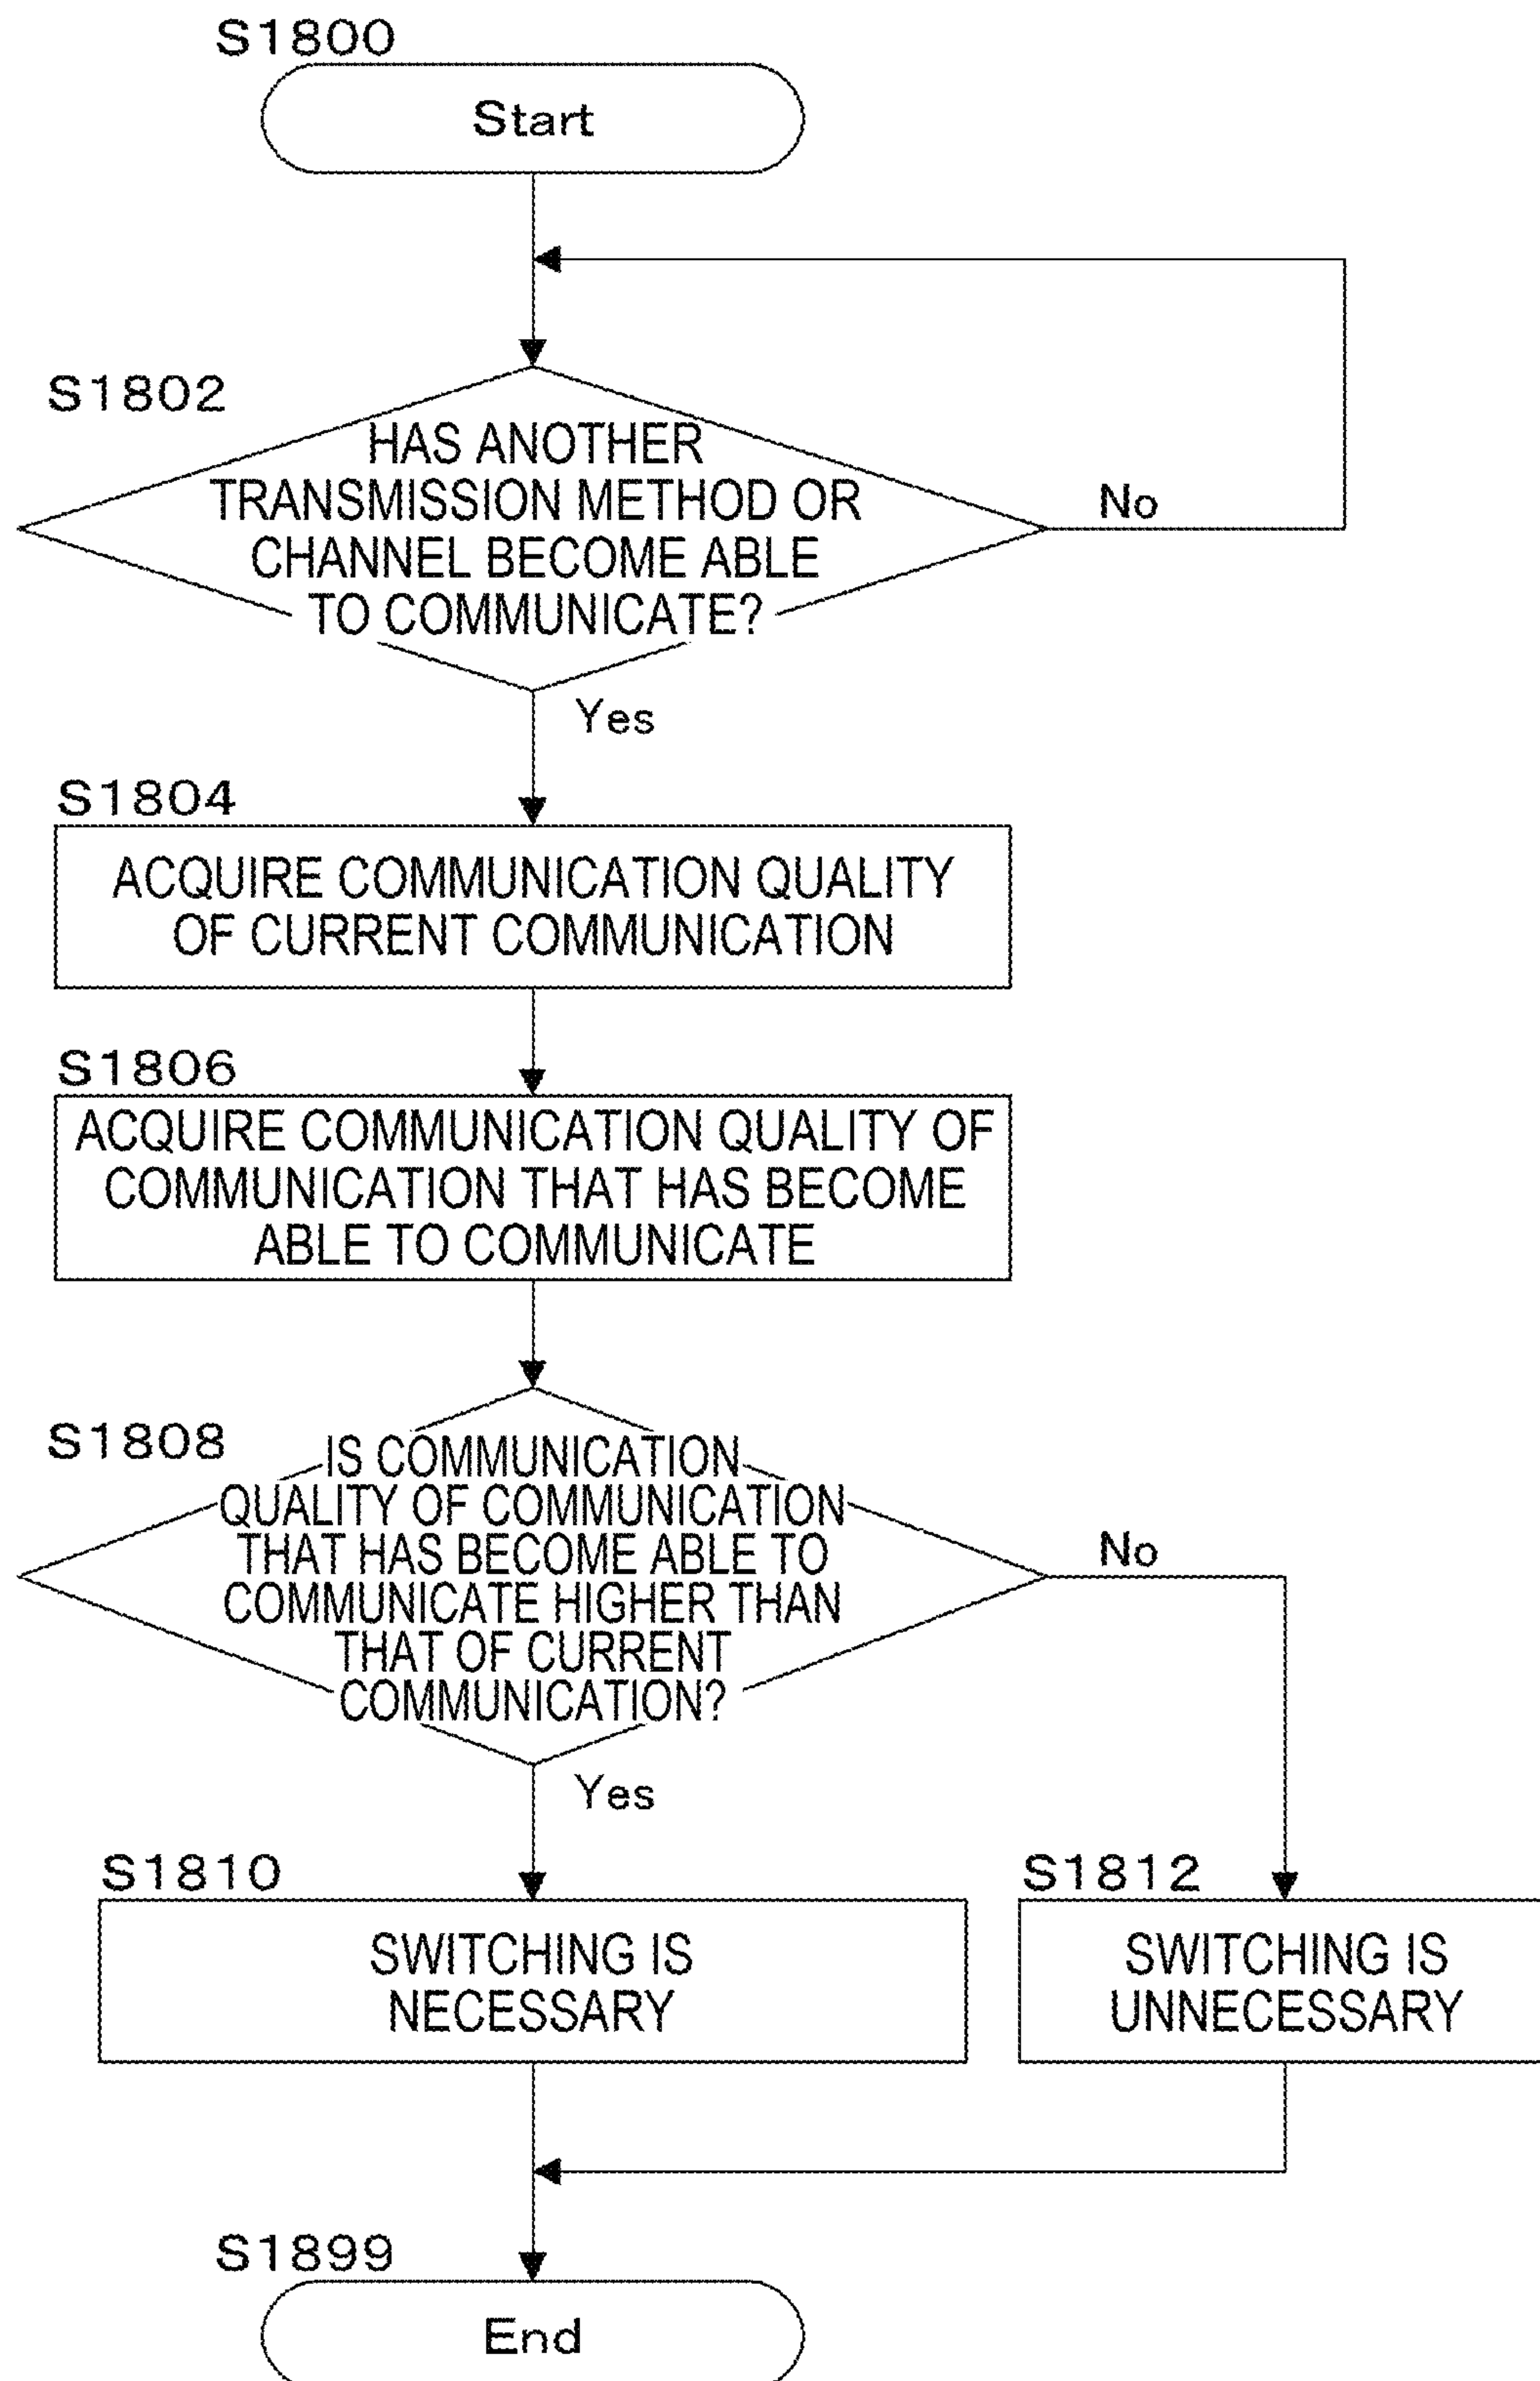 S1800
Start
S1802
HAS ANOTHER
TRANSMISSION METHOD OR
CHANNEL BECOME ABLE
TO COMMUNICATE?
No
Yes
S1804
ACQUIRE COMMUNICATION QUALITY
OF CURRENT COMMUNICATION
S1806
ACQUIRE COMMUNICATION QUALITY OF
COMMUNICATION THAT HAS BECOME
ABLE TO COMMUNICATE
S1808
IS COMMUNICATION
QUALITY OF COMMUNICATION
THAT HAS BECOME ABLE TO
COMMUNICATE HIGHER THAN
THAT OF CURRENT
COMMUNICATION?
No
Yes
S1810
SWITCHING IS
NECESSARY
S1812
SWITCHING IS
UNNECESSARY
S1899
End